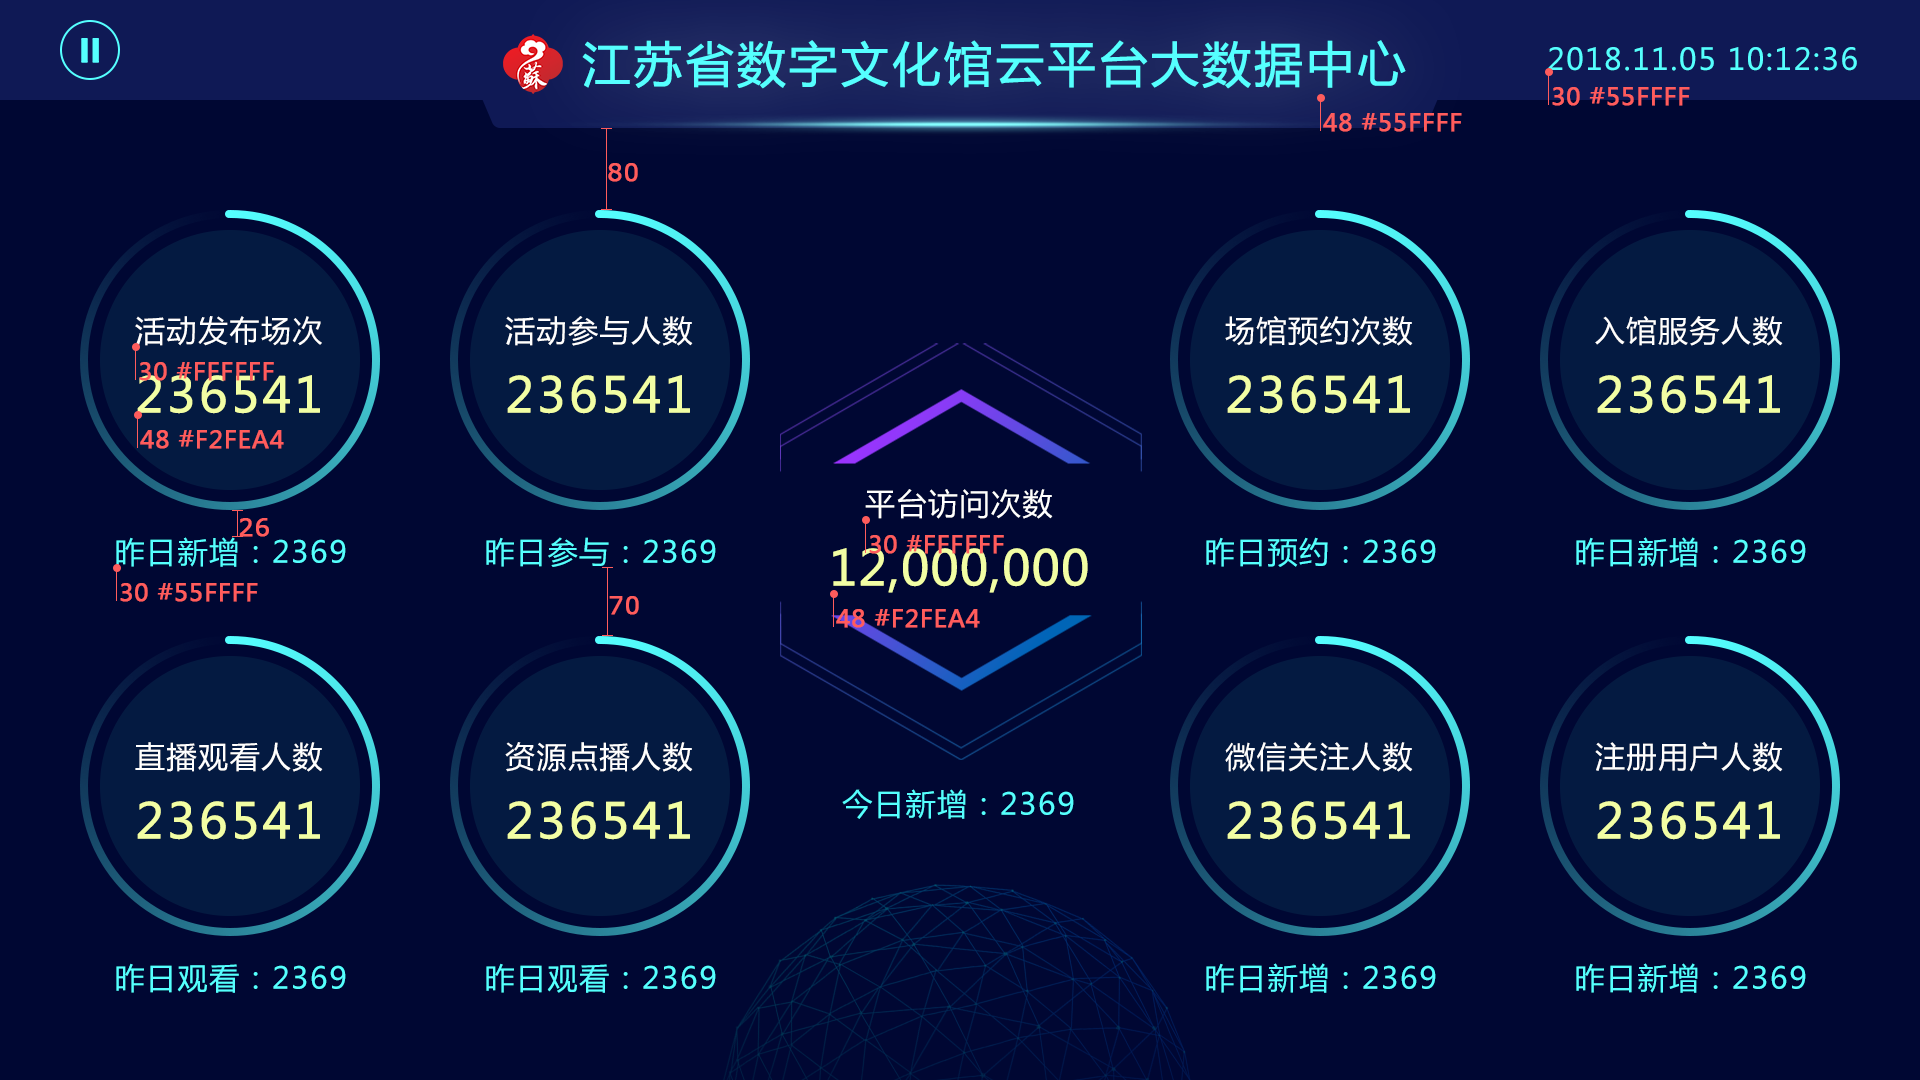 蘇
江苏省数字文化馆云平台大数据中心
48 #55FFFF
2018.11.05 10:12:36
30 #55FFFF
80
活动发布场次
30 #FFFFFF
236541
48 #F2FEA4
26
昨日新增：2369
30 #55FFFF
活动参与人数
236541
昨日参与：2369
70
平台访问次数
30 #FFFFFF
12,000,000
48 #F2FEA4
今日新增：2369
场馆预约次数
236541
昨日预约：2369
入馆服务人数
236541
昨日新增：2369
直播观看人数
236541
昨日观看：2369
资源点播人数
236541
昨日观看：2369
微信关注人数
236541
昨日新增：2369
注册用户人数
236541
昨日新增：2369